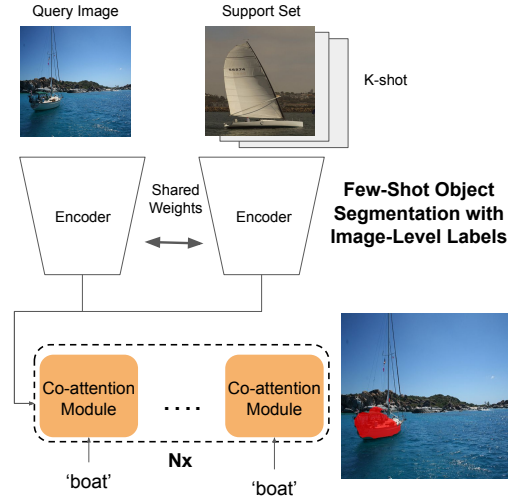 Query Image
Support Set
K-shot
Encoder
Shared
Weights
Encoder
Few-Shot Object
Segmentation with
Image-Level Labels
Co-attention
Module
. . . .
Co-attention
Module
Nx
'boat'
'boat'